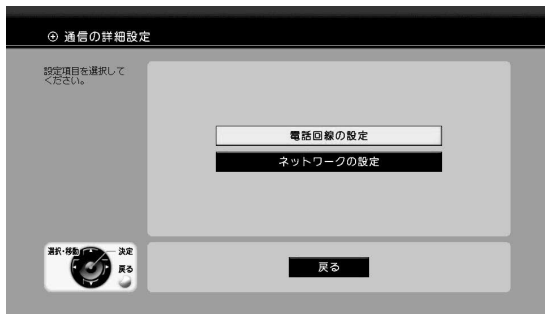 通信の詳細設定
設定項目を選択して
ください。
電話回線の設定
ネットワークの設定
選択・移動
決定
戻る
戻る